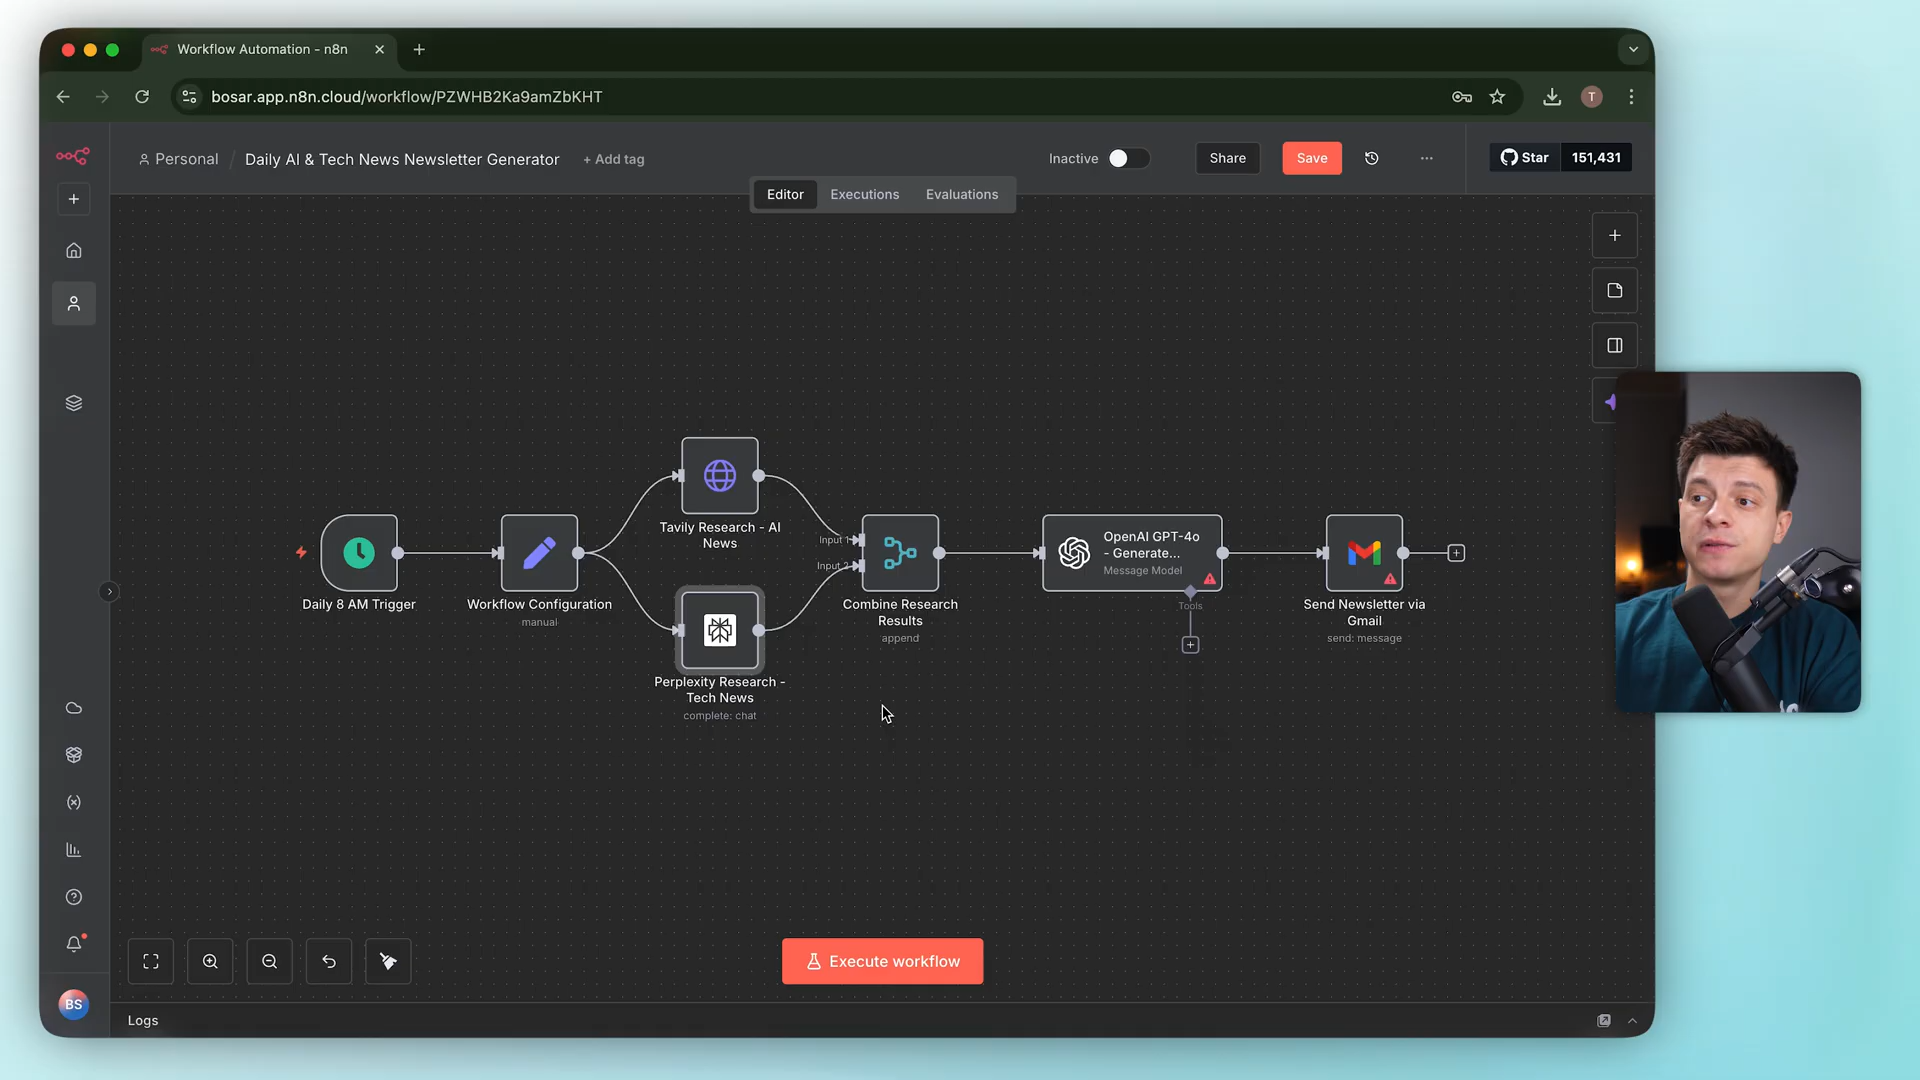 Workflow Automation - n8n
bosar.app.n8n.cloud/workflow/PZWHB2Ka9amZbKHT
T
Personal / Daily AI & Tech News Newsletter Generator + Add tag
Inactive
Share
Save
Star 151,431
Editor Executions Evaluations
Tavily Research - AI
News
Input 1
Input 2
OpenAI GPT-4o
- Generate...
Message Model
Tools
Daily 8 AM Trigger
Workflow Configuration
manual
Combine Research
Results
append
Send Newsletter via
Gmail
send: message
Perplexity Research -
Tech News
complete: chat
Execute workflow
BS
Logs